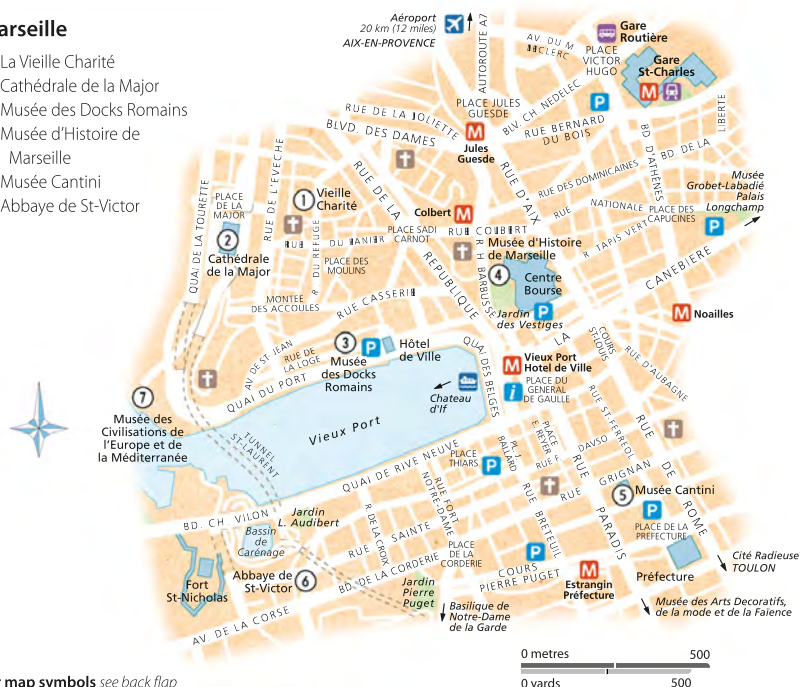 arseille
La Vieille Charité
Cathédrale de la Major
Musée des Docks Romains
Musée d'Histoire de
Marseille
Musée Cantini
Abbaye de St-Victor
Aéroport
20 km (12 miles)
AIX-EN-PROVENCE
AUTOROUTE A7
AV. DU M
Gare
Routière
PLACE
VICTOR
HUGO
Gare
St-Charles
M
P
PLACE JULES
GUESDE
BLV. CH. NEDELEC
RUE BERNARD
DU BOIS
LIBERTE
RUE DE LA JOLIETTE
BLVD. DES DAMES
M
Jules
Guesde
BD. D'ATHÈNES
BD. DE LA
RUE D'AIX
RUE DES DOMINICAINES
Musée
Grobet-Labadié
Palais
Longchamp
P
QUAI DE LA TOURETTE
PLACE
DE LA
MAJOR
RUE DE L'EVECHE
1
Vieille
Charité
RUE DE LA
REPUBLIQUE
Colbert
M
RUE
NATIONALE
PLACE DES
CAPUCINES
R. TAPIS VERT
CANEBIERE
LA
2
Cathédrale
de la Major
RUE
DU PANIER
R. DU REFUGE
PLACE SADI
CARNOT
RUE COLBERT
R H BARBUSSE
PLACE DES
MOULINS
Musée d'Histoire
de Marseille
4
Centre
Bourse
P
Jardin
des Vestiges
MONTEE
DES ACCOULES
RUE CASSERIE
M
Noailles
AV. DE ST. JEAN
RUE DE
LA LOGE
3
P
Hôtel
de Ville
Musée
des Docks
Romains
QUAI DU PORT
QUAI DES BELGES
COURS
ST-LOUIS
RUE D'AUBAGNE
M
Vieux Port
Hotel de Ville
i
PLACE DU
GENERAL
DE GAULLE
Chateau
d'If
7
Musée des
Civilisations de
l'Europe et de
la Méditerranée
Vieux Port
TUNNEL
ST-LAURENT
QUAI DE RIVE NEUVE
PLACE
THIARS
P
PL. J.
BALLARD
PLACE
E. REYER
RUE F.
DAVSO
RUE ST-FERREOL
RUE
DE
ROME
RUE
GRIGNAN
RUE
PARADIS
5
Musée Cantini
P
PLACE DE LA
PREFECTURE
Préfecture
BD. CH VILON
Jardin
L. Audibert
Bassin
de
Carénage
RUE SAINTE
R. DE LA CROIX
RUE FORT
NOTRE-DAME
PLACE
DE LA
CORDERIE
RUE BRETEUIL
P
BD. DE LA CORDERIE
COURS
PIERRE PUGET
M
Estrangin
Préfecture
Cité Radieuse
TOULON
Fort
St-Nicholas
Abbaye de
St-Victor
6
Jardin
Pierre
Puget
Basilique de
Notre-Dame
de la Garde
Musée des Arts Decoratifs,
de la mode et de la Faïence
AV. DE LA CORSE
0 metres
500
0 yards
500
map symbols see back flap